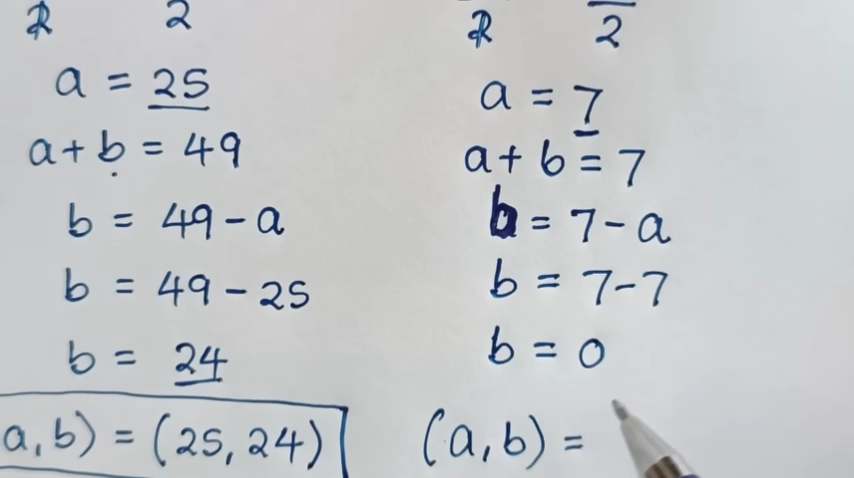 2 2
a = 25
a + b = 49
b = 49 - a
b = 49 - 25
b = 24
a, b) = (25, 24)
2 2
a = 7
a + b = 7
b = 7 - a
b = 7 - 7
b = 0
(a, b) =